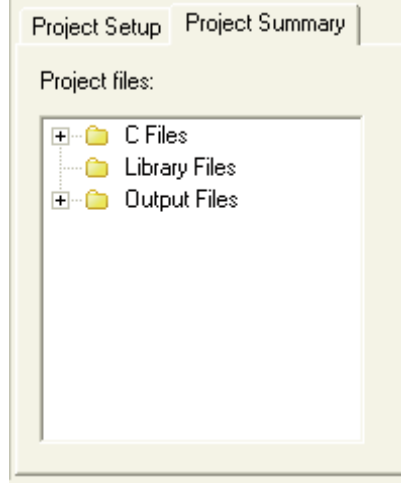 Project Setup Project Summary
Project files:
C Files
Library Files
Output Files